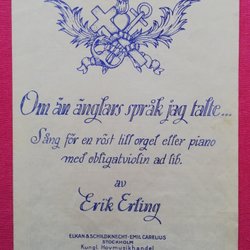 Om än änglars språk jag talte...
Sång för en röst till orgel eller piano
med obligatviolin ad lib.
av
Erik Erling
ELKAN & SCHILDKNECHT-EMIL CARELIUS
STOCKHOLM
Kungl. Hovmusikhandel